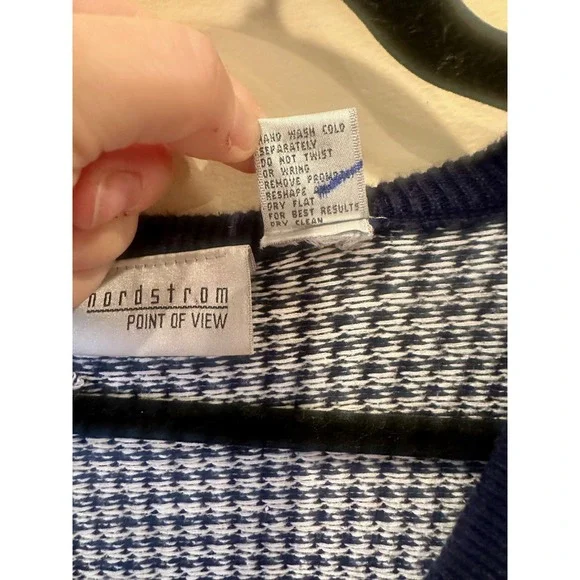 HAND WASH COLD
SEPARATELY
DO NOT TWIST
OR WRING
REMOVE
RESHAPE
DRY FLAT
FOR BEST RESULTS
DRY CLEAN
nordstrom
POINT OF VIEW